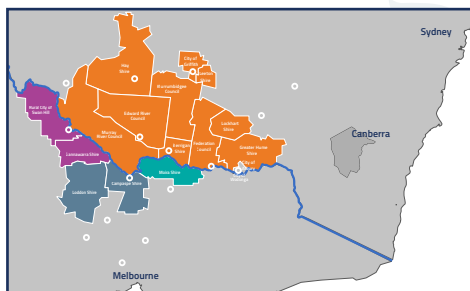 Sydney
City of
Griffith
Hay
Shire
Leeton
Shire
Murrumbidgee
Council
Rural City of
Swan Hill
Edward River
Council
Lockhart
Shire
Canberra
Murray
River Council
Berrigan
Shire
Federation
Council
Greater Hume
Shire
Gannawarra Shire
City of
Wodonga
Moira Shire
Campaspe Shire
Loddon Shire
Melbourne